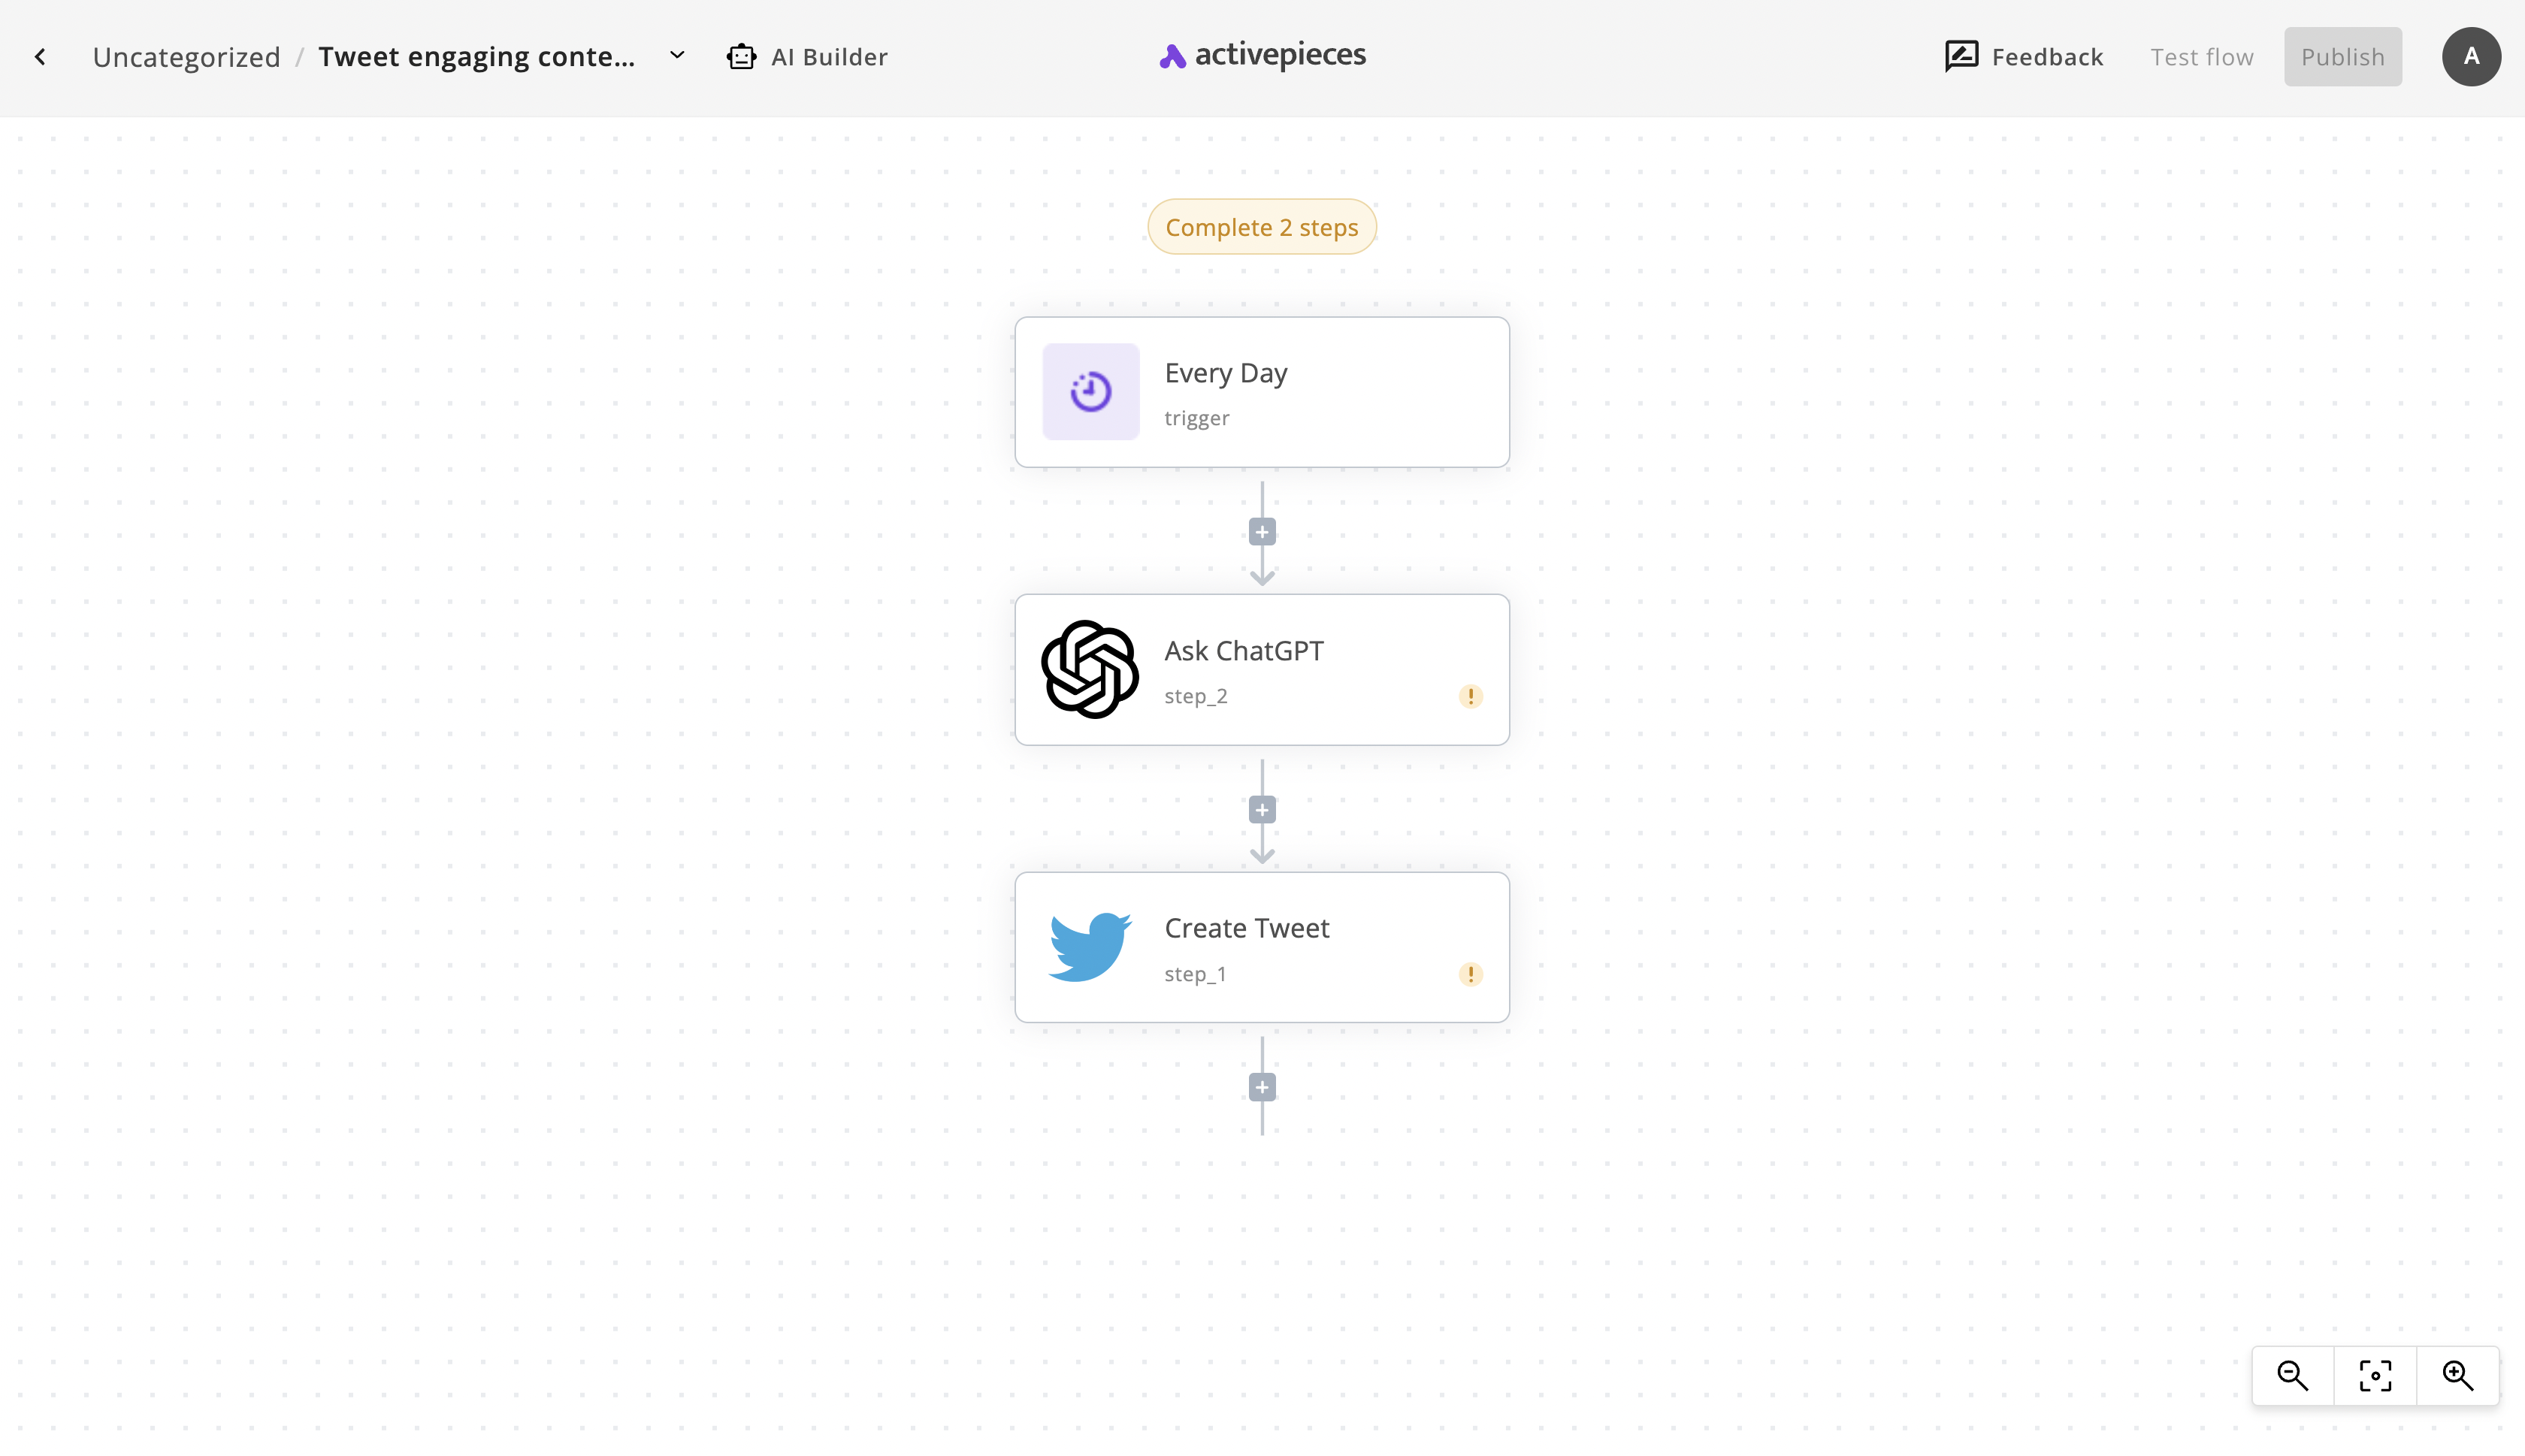 Uncategorized / Tweet engaging conte...
AI Builder
activepieces
Feedback
Test flow
Publish
A
Complete 2 steps
Every Day
trigger
Ask ChatGPT
step_2
!
Create Tweet
step_1
!